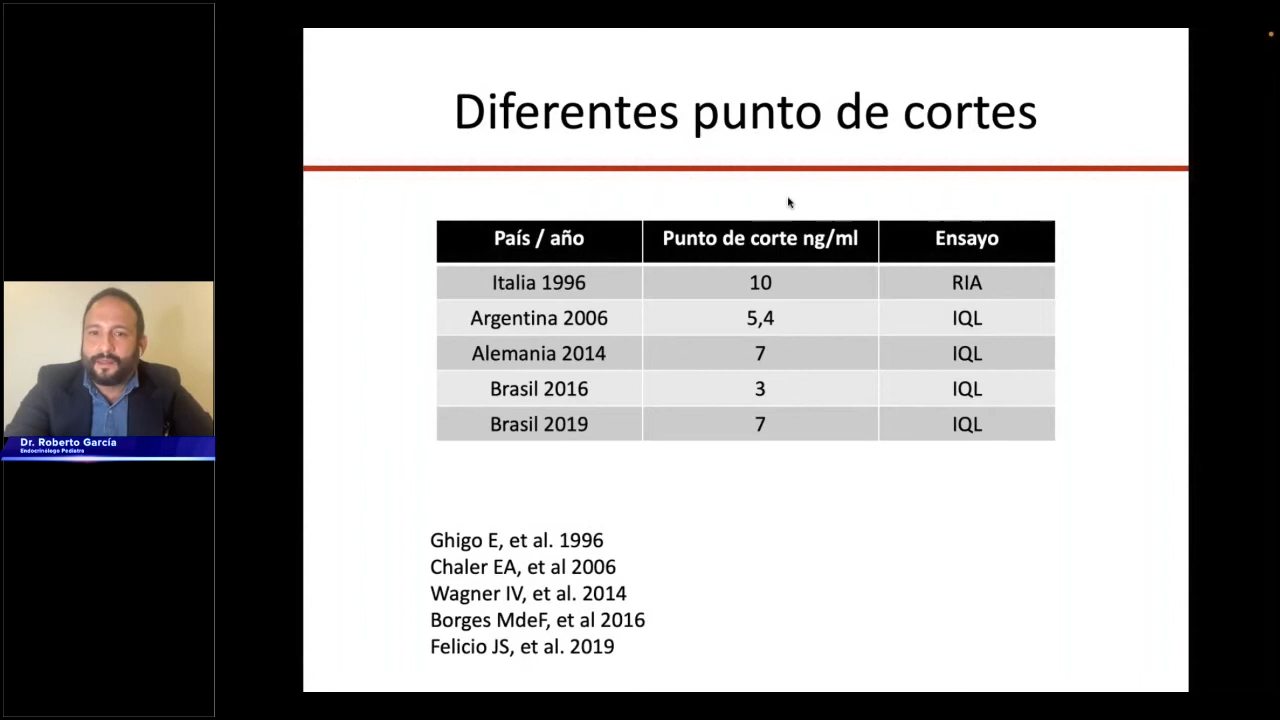 Diferentes punto de cortes
País / año Punto de corte ng/ml Ensayo
Italia 1996 10 RIA
Argentina 2006 5,4 IQL
Alemania 2014 7 IQL
Brasil 2016 3 IQL
Brasil 2019 7 IQL
Ghigo E, et al. 1996
Chaler EA, et al 2006
Wagner IV, et al. 2014
Borges MdeF, et al 2016
Felicio JS, et al. 2019
Dr. Roberto García
Endocrinólogo Pediatra